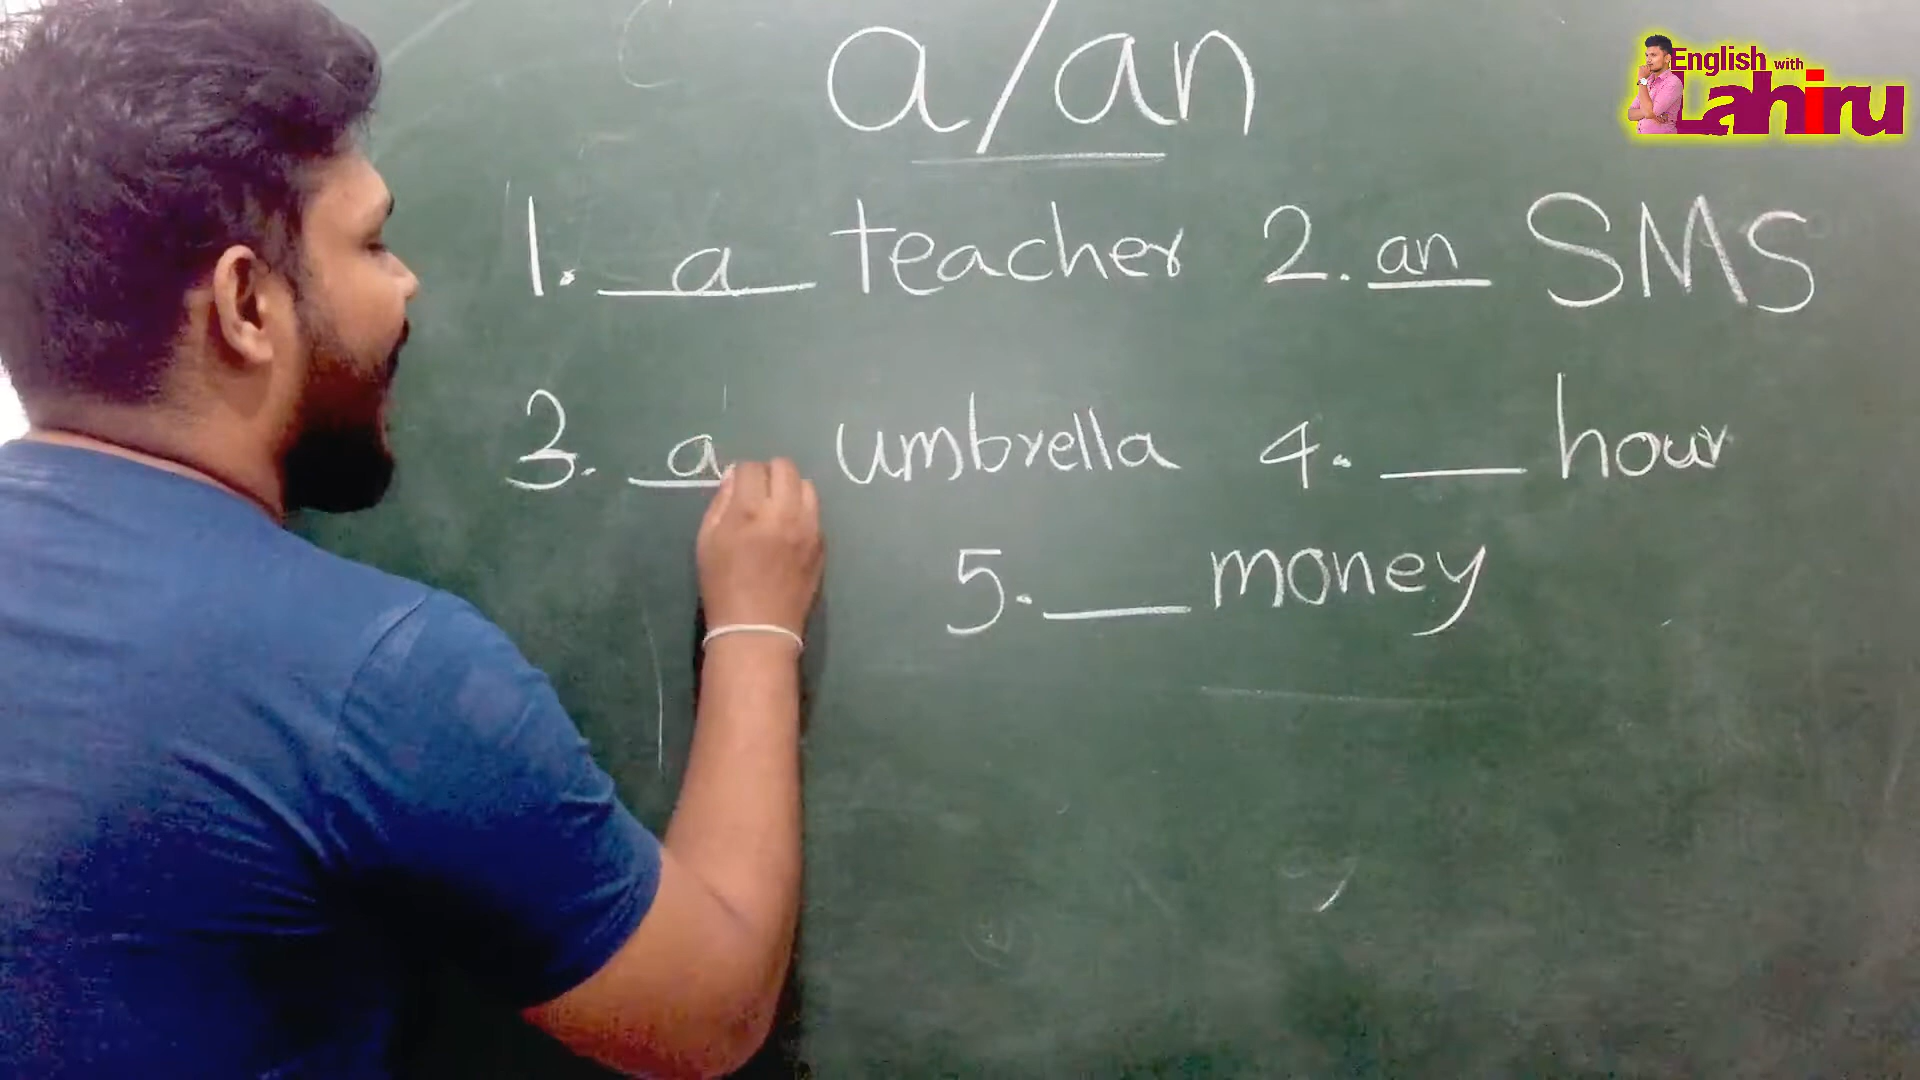 English with
Lahiru
a/an
1. a teacher 2. an SMS
3. a umbrella 4. ___ hour
5. ___ money